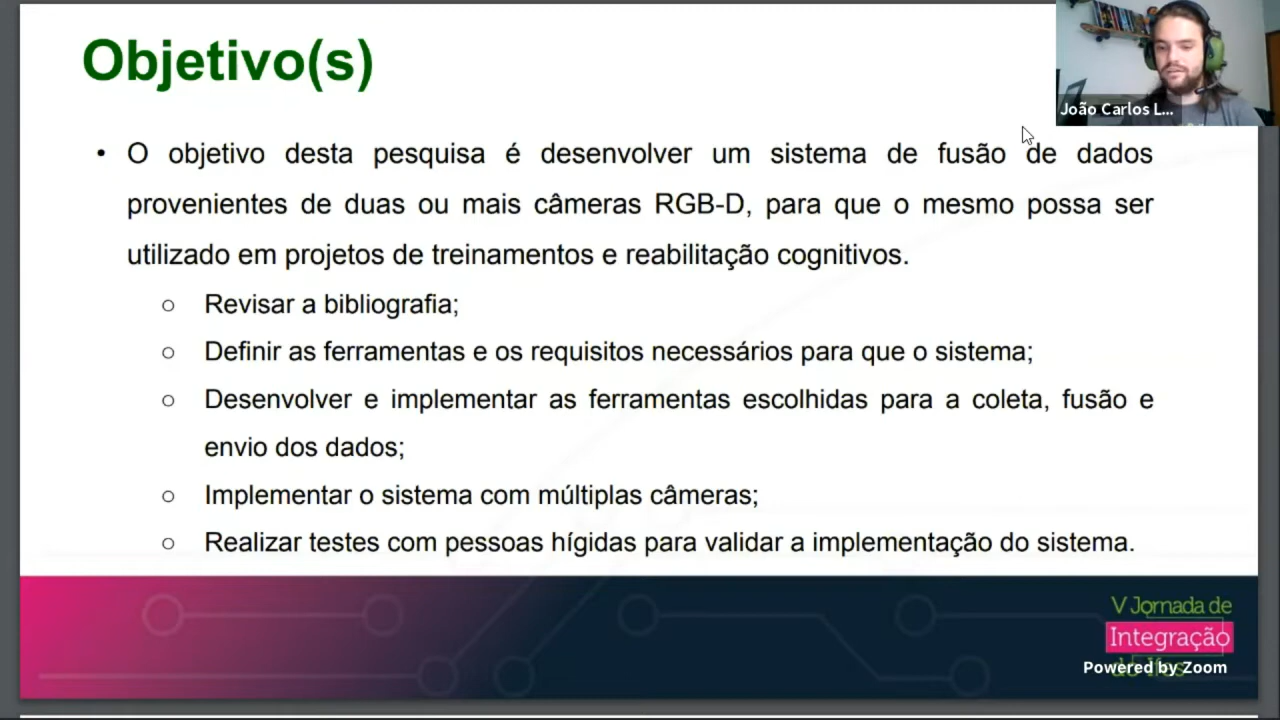 Objetivo(s)
João Carlos L...
• O objetivo desta pesquisa é desenvolver um sistema de fusão de dados
provenientes de duas ou mais câmeras RGB-D, para que o mesmo possa ser
utilizado em projetos de treinamentos e reabilitação cognitivos.
○ Revisar a bibliografia;
○ Definir as ferramentas e os requisitos necessários para que o sistema;
○ Desenvolver e implementar as ferramentas escolhidas para a coleta, fusão e
envio dos dados;
○ Implementar o sistema com múltiplas câmeras;
○ Realizar testes com pessoas hígidas para validar a implementação do sistema.
V Jornada de
Integração
Powered by Zoom